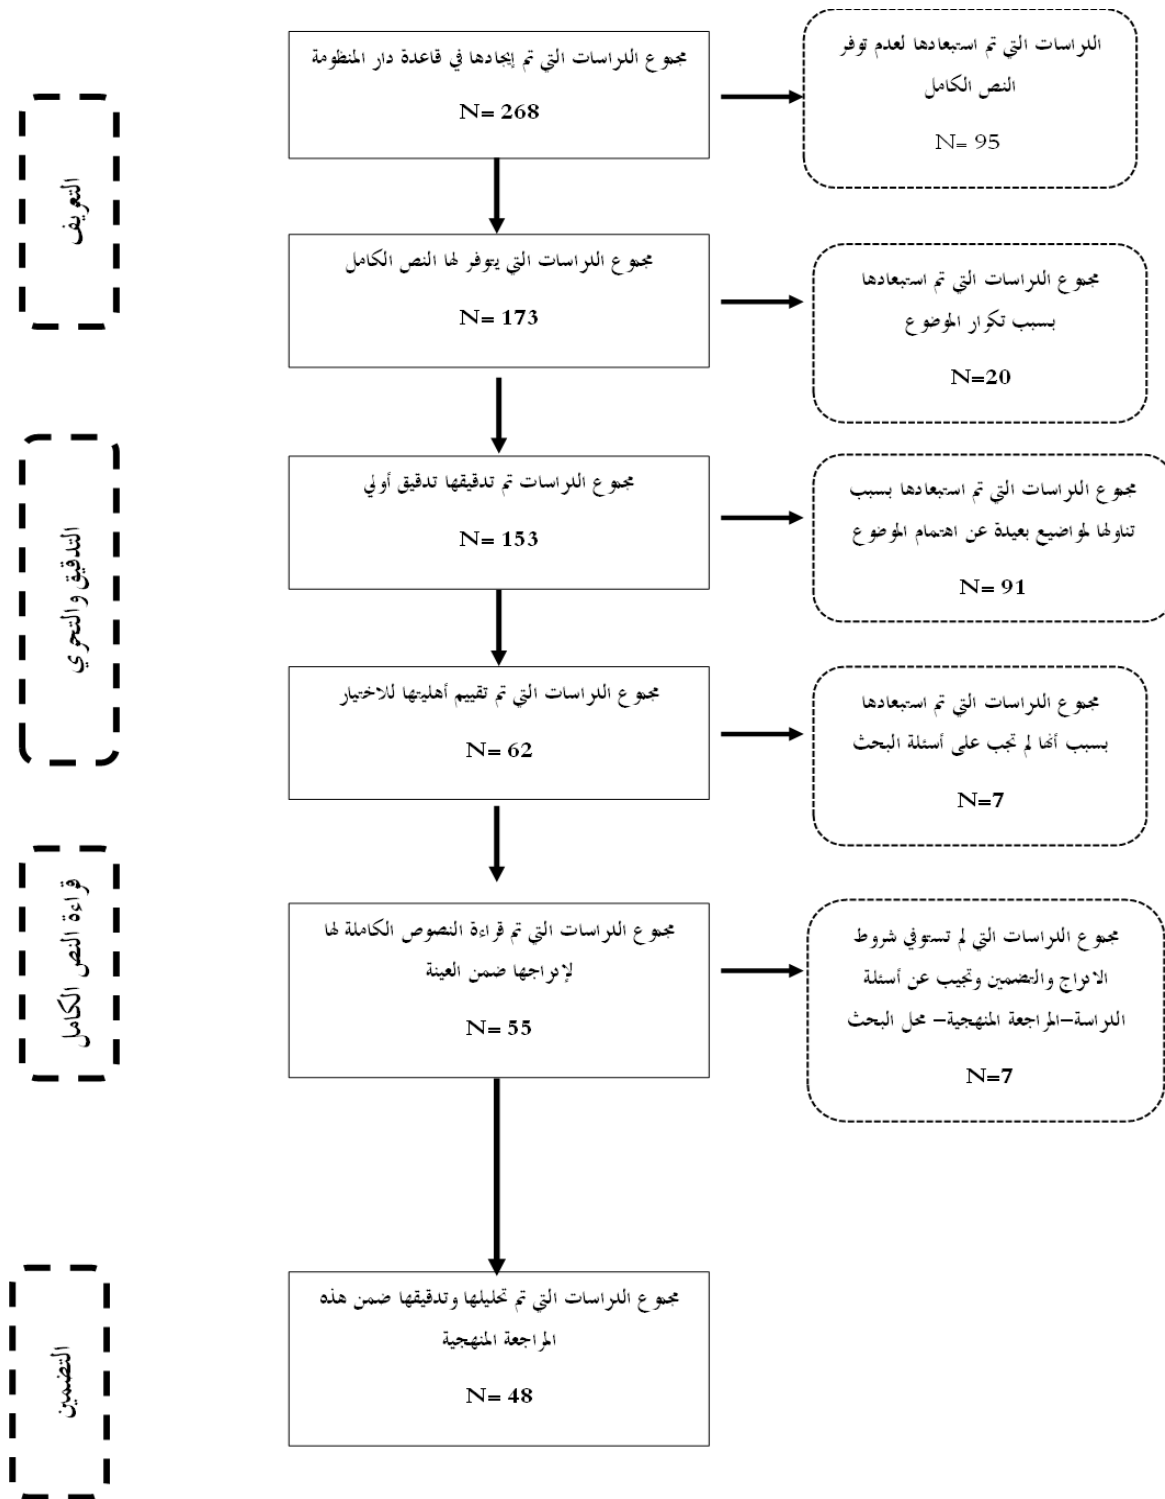 مجموع الدراسات التي تم إيجادها في قاعدة دار المنظومة
N= 268
الدراسات التي تم استبعادها لعدم توفر
النص الكامل
N= 95
التعريف
مجموع الدراسات التي يتوفر لها النص الكامل
N= 173
مجموع الدراسات التي تم استبعادها
بسبب تكرار الموضوع
N=20
التدقيق والتحري
مجموع الدراسات تم تدقيقها تدقيق أولي
N= 153
مجموع الدراسات التي تم استبعادها بسبب
تناولها لمواضيع بعيدة عن اهتمام الموضوع
N= 91
مجموع الدراسات التي تم تقييم أهليتها للاختيار
N= 62
مجموع الدراسات التي تم استبعادها
بسبب أنها لم تجب على أسئلة البحث
N=7
قراءة النص الكامل
مجموع الدراسات التي تم قراءة النصوص الكاملة لها
لإدراجها ضمن العينة
N= 55
مجموع الدراسات التي لم تستوفي شروط
الادراج والتضمين وتجيب عن أسئلة
الدراسة–المراجعة المنهجية– محل البحث
N=7
التضمين
مجموع الدراسات التي تم تحليلها وتدقيقها ضمن هذه
المراجعة المنهجية
N= 48